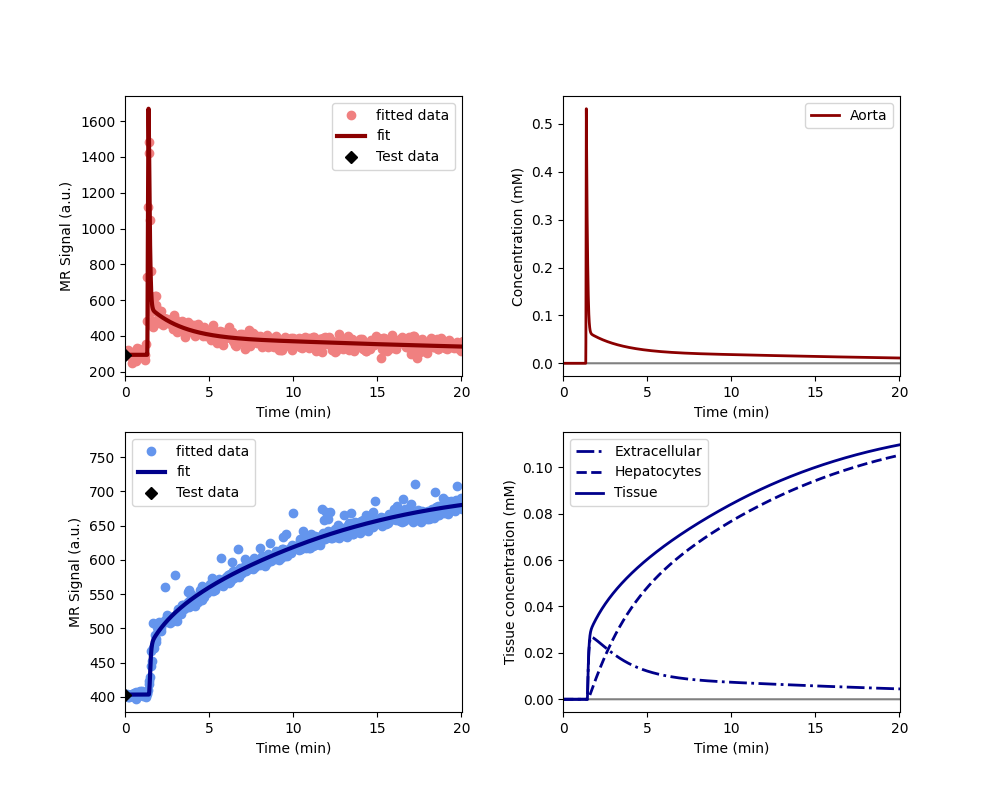 MR Signal (a.u.)
1600
1400
1200
1000
800
600
400
200
fitted data
fit
Test data
0 5 10 15 20
Time (min)
Concentration (mM)
0.5
0.4
0.3
0.2
0.1
0.0
Aorta
0 5 10 15 20
Time (min)
MR Signal (a.u.)
750
700
650
600
550
500
450
400
fitted data
fit
Test data
0 5 10 15 20
Time (min)
Tissue concentration (mM)
0.10
0.08
0.06
0.04
0.02
0.00
Extracellular
Hepatocytes
Tissue
0 5 10 15 20
Time (min)